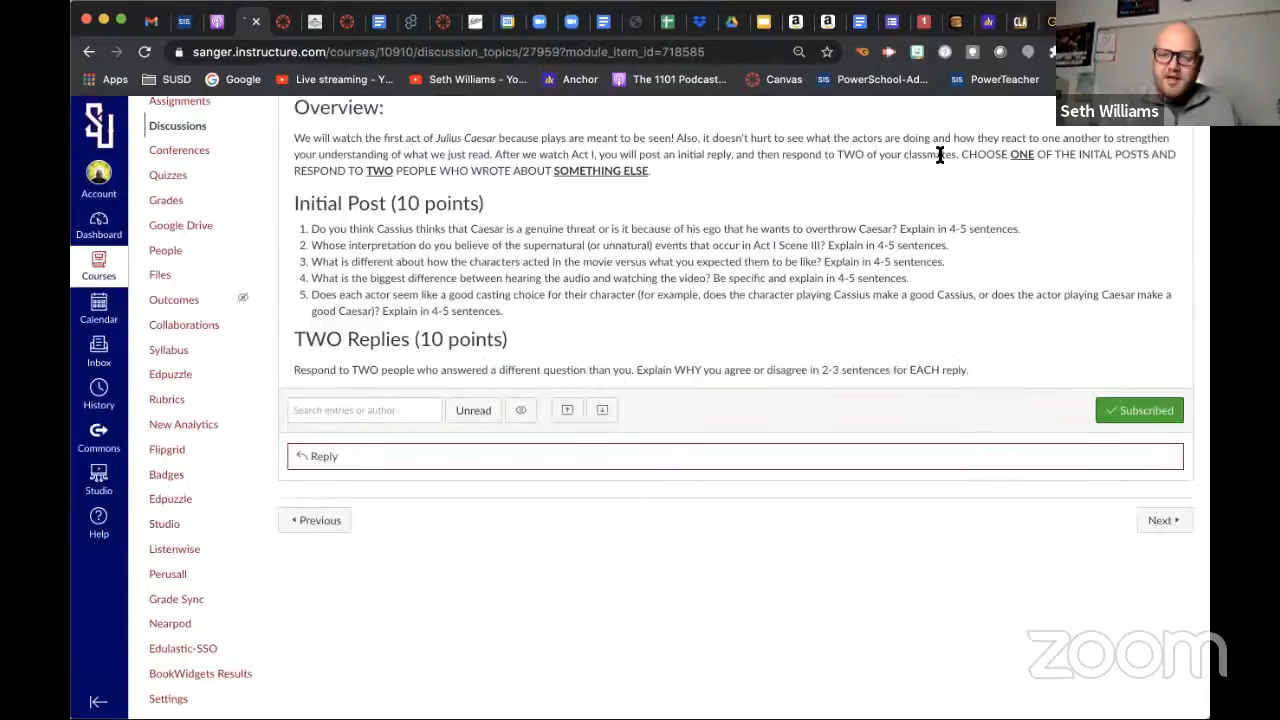 SIS
CLA
sanger.instructure.com/courses/10910/discussion_topics/27959?module_item_id=718585
Apps
SUSD
Google
Live streaming - Y...
Seth Williams - Yo...
Anchor
The 1101 Podcast...
Canvas
SIS PowerSchool-Ad...
SIS PowerTeacher
Seth Williams
Account
Dashboard
Courses
Calendar
Inbox
History
Commons
Studio
Help
Assignments
Discussions
Conferences
Quizzes
Grades
Google Drive
People
Files
Outcomes
Collaborations
Syllabus
Edpuzzle
Rubrics
New Analytics
Flipgrid
Badges
Edpuzzle
Studio
Listenwise
Perusall
Grade Sync
Nearpod
Edulastic-SSO
BookWidgets Results
Settings
Overview:
We will watch the first act of Julius Caesar because plays are meant to be seen! Also, it doesn't hurt to see what the actors are doing and how they react to one another to strengthen
your understanding of what we just read. After we watch Act I, you will post an initial reply, and then respond to TWO of your classmates. CHOOSE ONE OF THE INITAL POSTS AND
RESPOND TO TWO PEOPLE WHO WROTE ABOUT SOMETHING ELSE.
Initial Post (10 points)
1. Do you think Cassius thinks that Caesar is a genuine threat or is it because of his ego that he wants to overthrow Caesar? Explain in 4-5 sentences.
2. Whose interpretation do you believe of the supernatural (or unnatural) events that occur in Act I Scene III? Explain in 4-5 sentences.
3. What is different about how the characters acted in the movie versus what you expected them to be like? Explain in 4-5 sentences.
4. What is the biggest difference between hearing the audio and watching the video? Be specific and explain in 4-5 sentences.
5. Does each actor seem like a good casting choice for their character (for example, does the character playing Cassius make a good Cassius, or does the actor playing Caesar make a
good Caesar)? Explain in 4-5 sentences.
TWO Replies (10 points)
Respond to TWO people who answered a different question than you. Explain WHY you agree or disagree in 2-3 sentences for EACH reply.
Search entries or author
Unread
Subscribed
Reply
Previous
Next
zoom